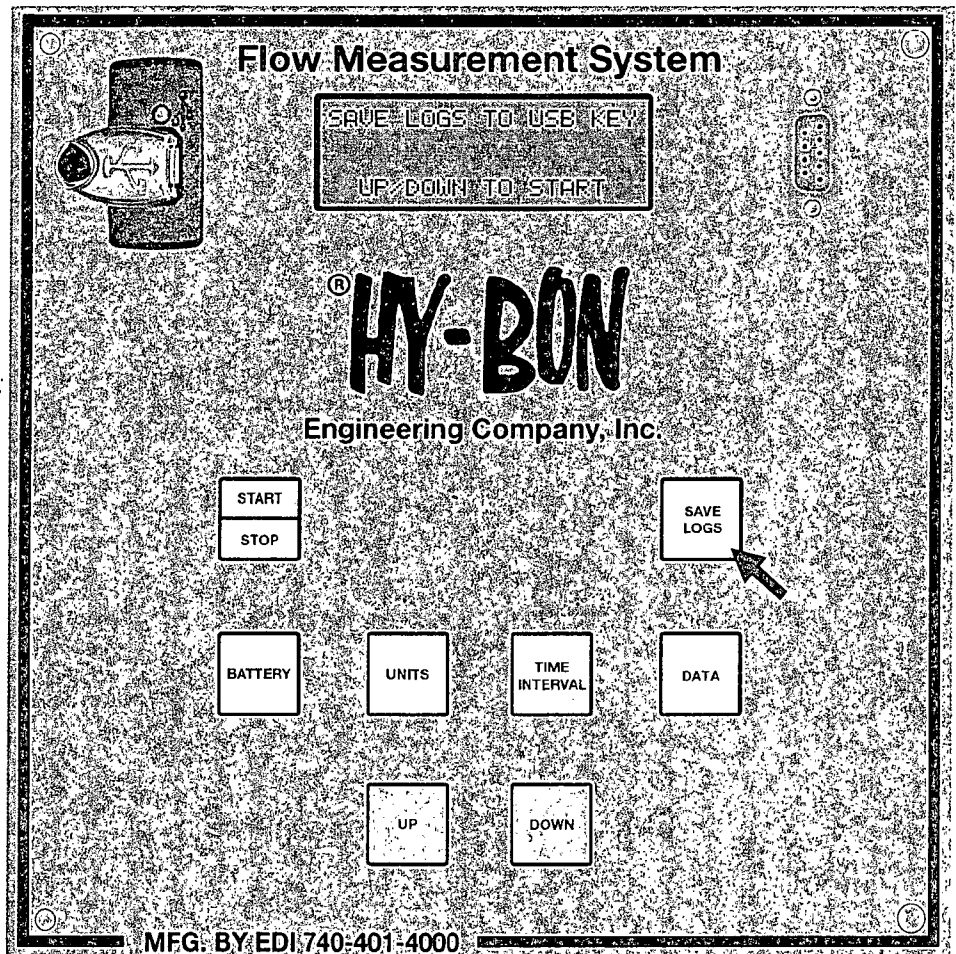 Flow Measurement System
SAVE LOGS TO USB KEY
UP/DOWN TO START
® HY-BON
Engineering Company, Inc.
START
STOP
SAVE
LOGS
BATTERY
UNITS
TIME
INTERVAL
DATA
UP
DOWN
MFG. BY EDI 740-401-4000